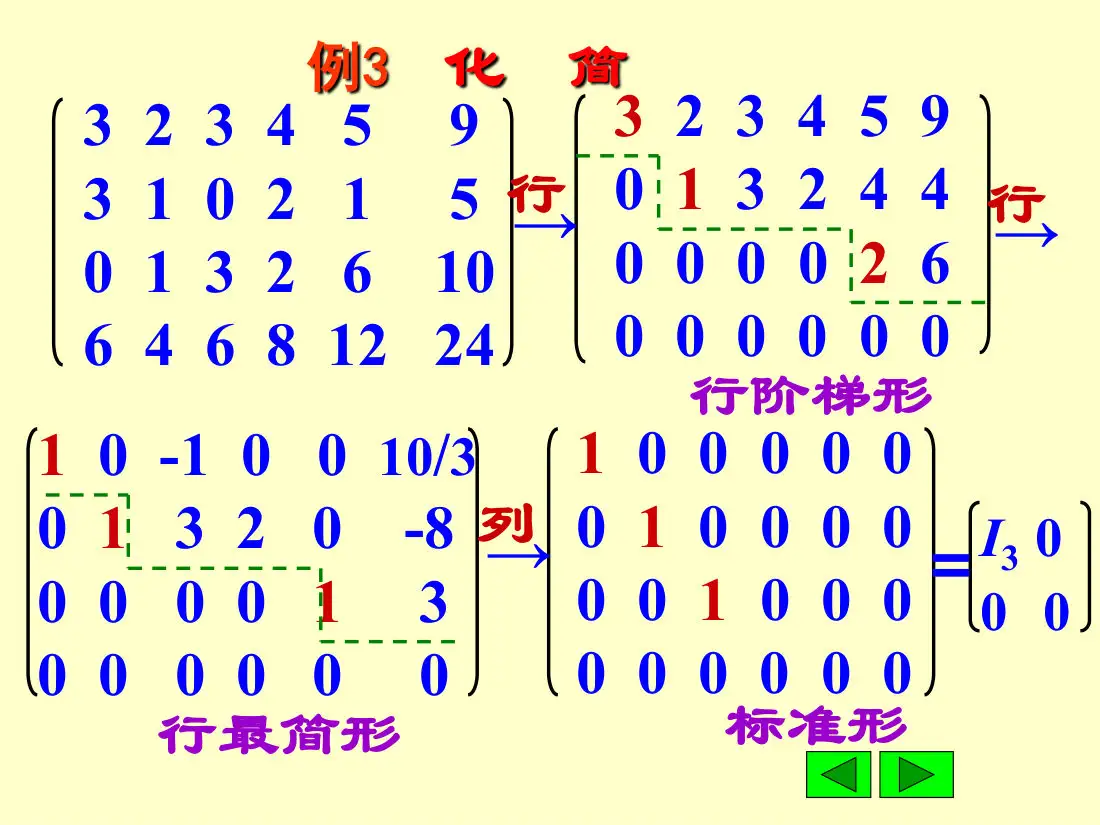 例3 化 简
3 2 3 4 5 9
3 1 0 2 1 5
0 1 3 2 6 10
6 4 6 8 12 24
行
→
3 2 3 4 5 9
0 1 3 2 4 4
0 0 0 0 2 6
0 0 0 0 0 0
行
→
行阶梯形
1 0 -1 0 0 10/3
0 1 3 2 0 -8
0 0 0 0 1 3
0 0 0 0 0 0
行最简形
列
→
1 0 0 0 0 0
0 1 0 0 0 0
0 0 1 0 0 0
0 0 0 0 0 0
标准形
=
I₃ 0
0 0